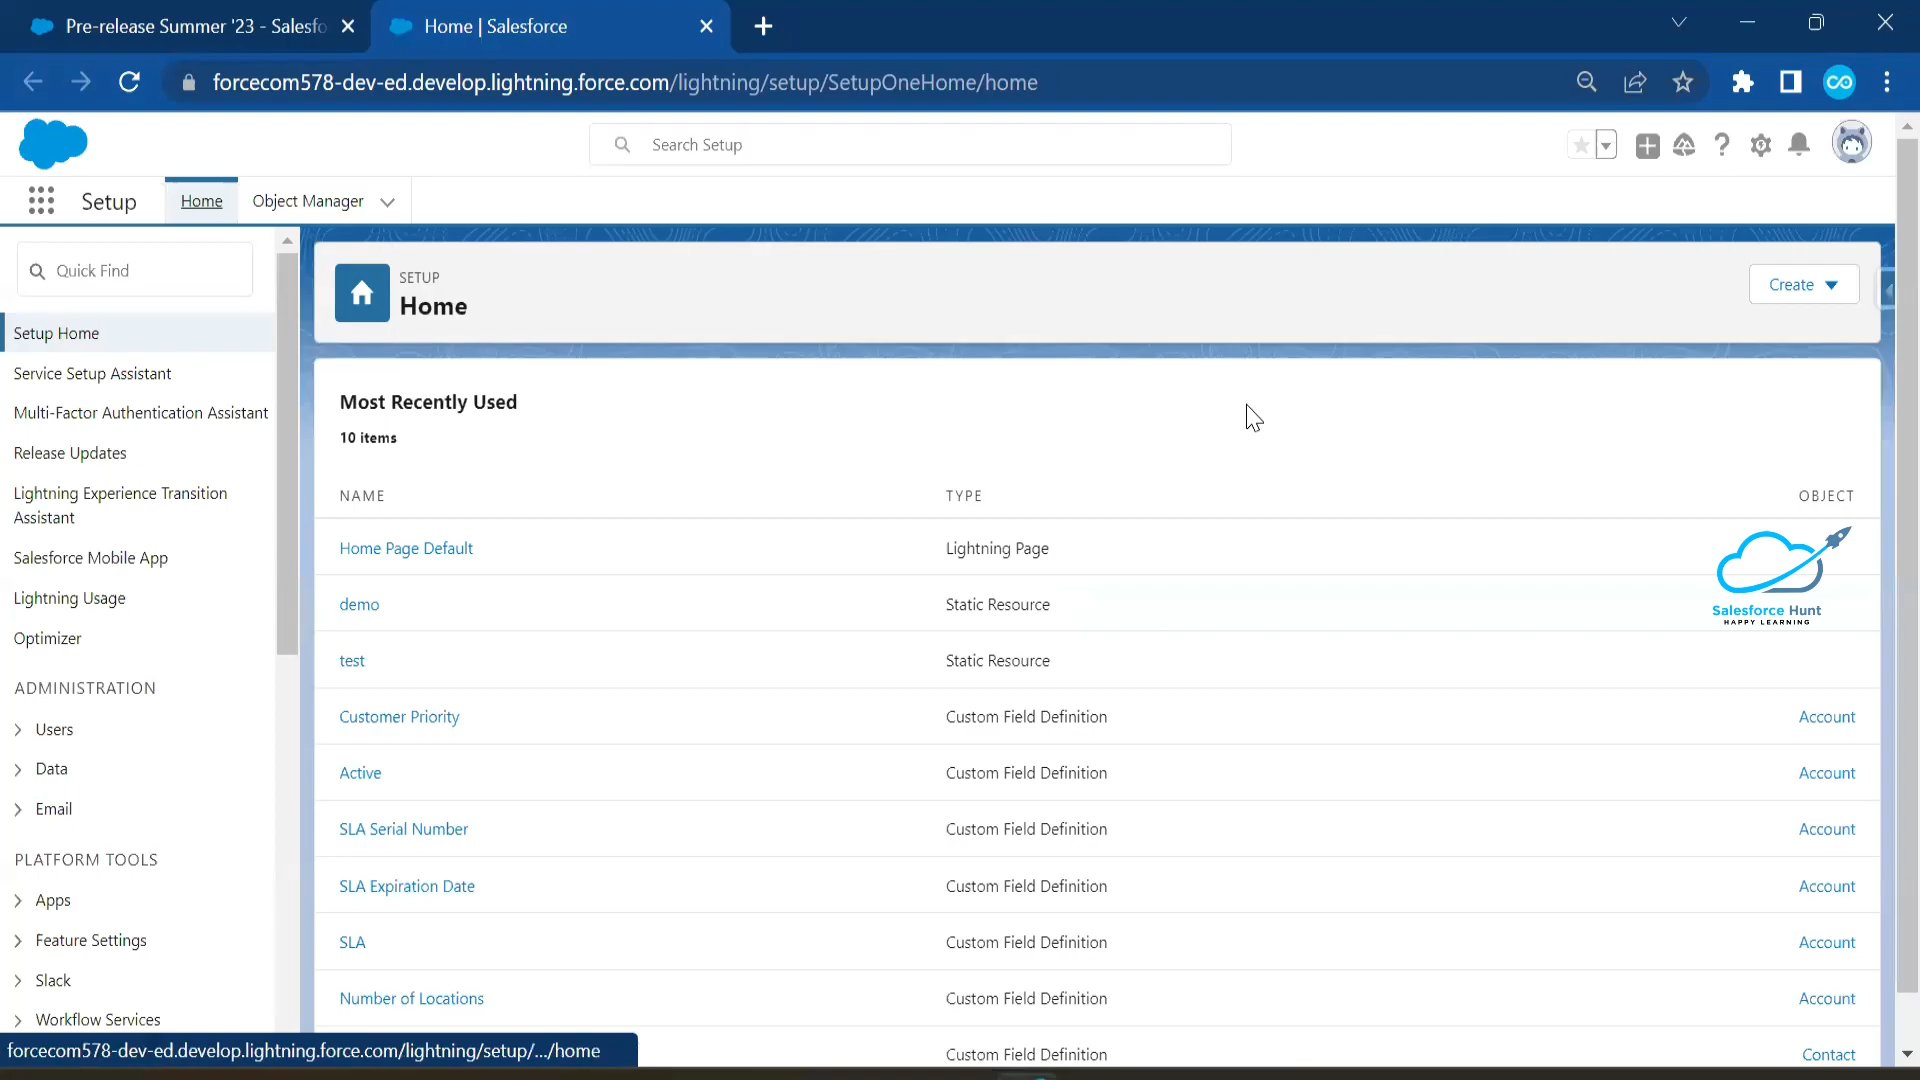 Pre-release Summer '23 - Salesfo
Home | Salesforce
forcecom578-dev-ed.develop.lightning.force.com/lightning/setup/SetupOneHome/home
Search Setup
Setup
Home
Object Manager
Quick Find
Setup Home
Service Setup Assistant
Multi-Factor Authentication Assistant
Release Updates
Lightning Experience Transition
Assistant
Salesforce Mobile App
Lightning Usage
Optimizer
ADMINISTRATION
Users
Data
Email
PLATFORM TOOLS
Apps
Feature Settings
Slack
Workflow Services
SETUP
Home
Create
Most Recently Used
10 items
NAME TYPE OBJECT
Home Page Default Lightning Page
demo Static Resource
Salesforce Hunt
HAPPY LEARNING
test Static Resource
Customer Priority Custom Field Definition Account
Active Custom Field Definition Account
SLA Serial Number Custom Field Definition Account
SLA Expiration Date Custom Field Definition Account
SLA Custom Field Definition Account
Number of Locations Custom Field Definition Account
Custom Field Definition Contact
forcecom578-dev-ed.develop.lightning.force.com/lightning/setup/.../home